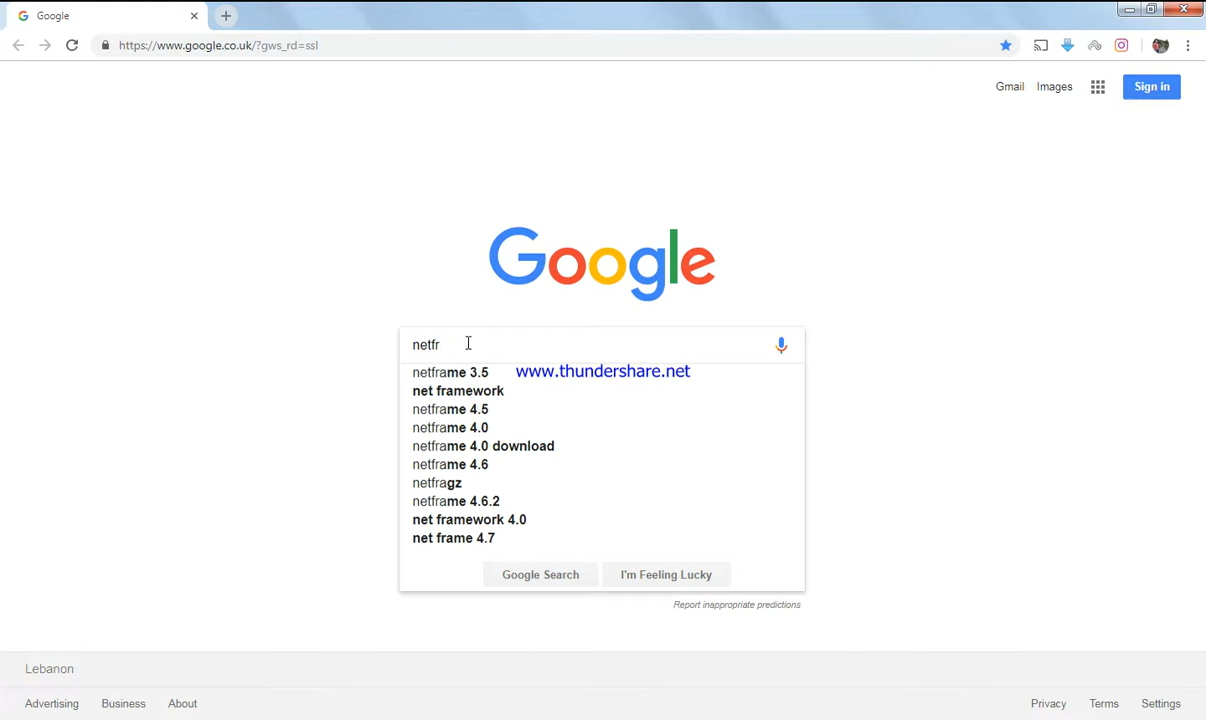 Google
https://www.google.co.uk/?gws_rd=ssl
Gmail Images Sign in
Google
netfr
netframe 3.5
www.thundershare.net
net framework
netframe 4.5
netframe 4.0
netframe 4.0 download
netframe 4.6
netfragz
netframe 4.6.2
net framework 4.0
net frame 4.7
Google Search I'm Feeling Lucky
Report inappropriate predictions
Lebanon
Advertising Business About Privacy Terms Settings